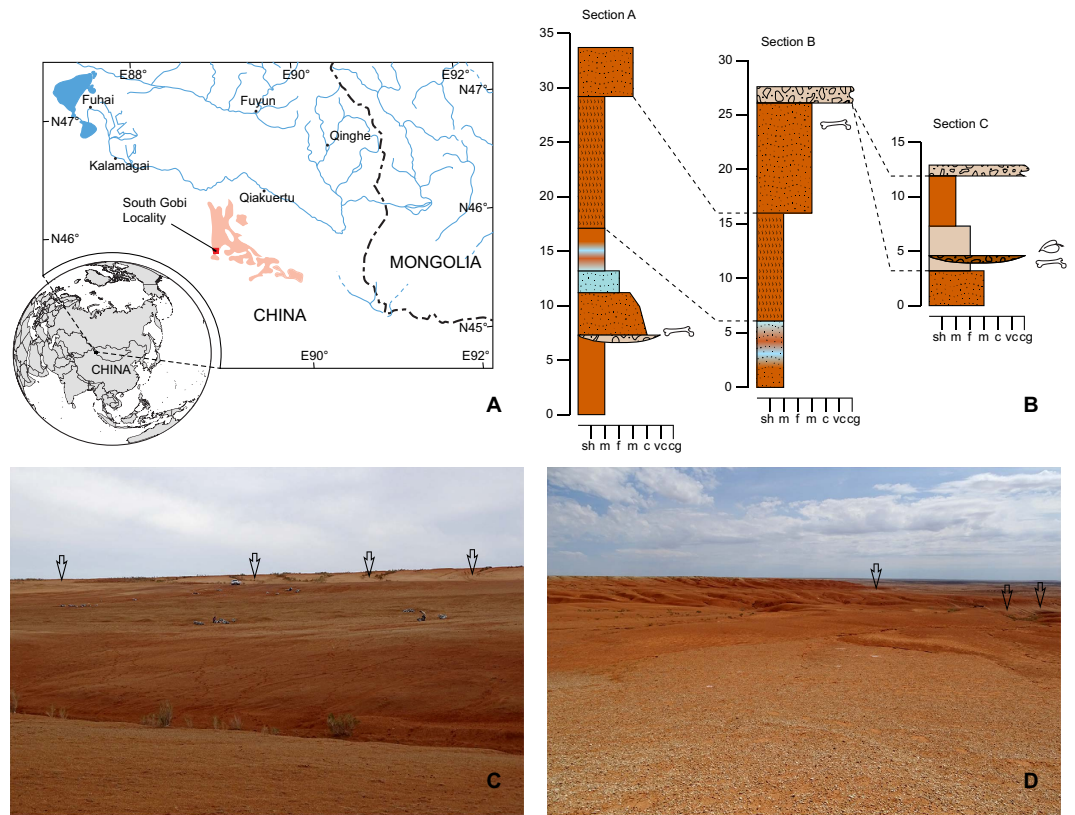 E88°
E90°
E92°
N47°
Fuhai
Fuyun
N47°
Qinghe
Kalamagai
Qiakuertu
South Gobi
Locality
N46°
N46°
MONGOLIA
CHINA
N45°
E90°
E92°
CHINA
A
Section A
35
30
25
20
15
10
5
0
sh m f m c vc cg
Section B
30
25
20
15
10
5
0
sh m f m c vc cg
Section C
15
10
5
0
sh m f m c vc cg
B
C
D